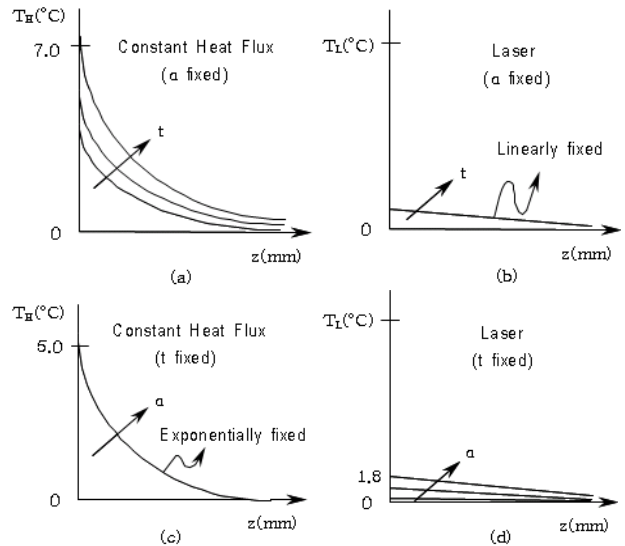 T_H(°C)
7.0
Constant Heat Flux
(a fixed)
t
0
z(mm)
(a)
T_L(°C)
Laser
(a fixed)
Linearly fixed
t
0
z(mm)
(b)
T_H(°C)
5.0
Constant Heat Flux
(t fixed)
a
Exponentially fixed
0
z(mm)
(c)
T_L(°C)
Laser
(t fixed)
1.8
a
0
z(mm)
(d)